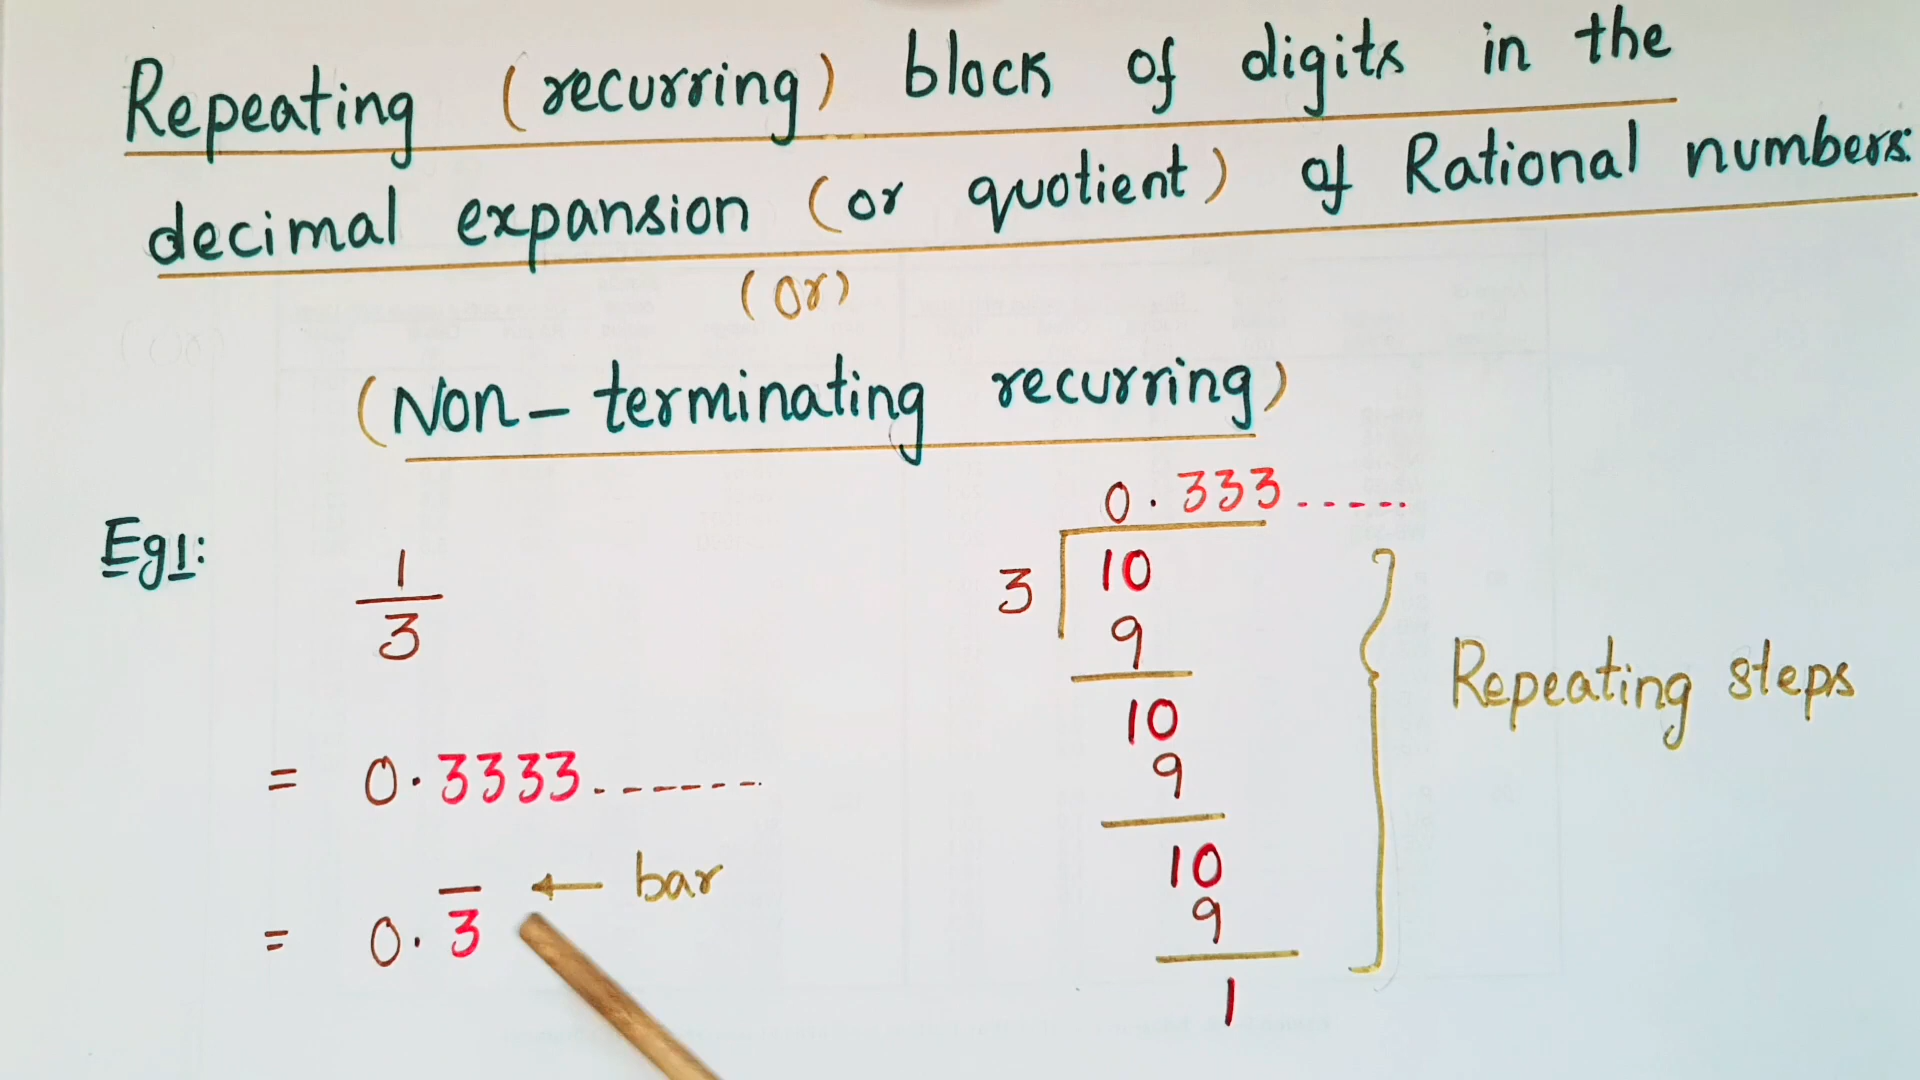 Repeating (recurring) block of digits in the
decimal expansion (or quotient) of Rational numbers:
(Or)
(Non-terminating recurring)
Eg1:
1
3
= 0.3333.......
= 0.3̅ ← bar
0.333.....
3
10
9
10
9
10
9
1
Repeating steps